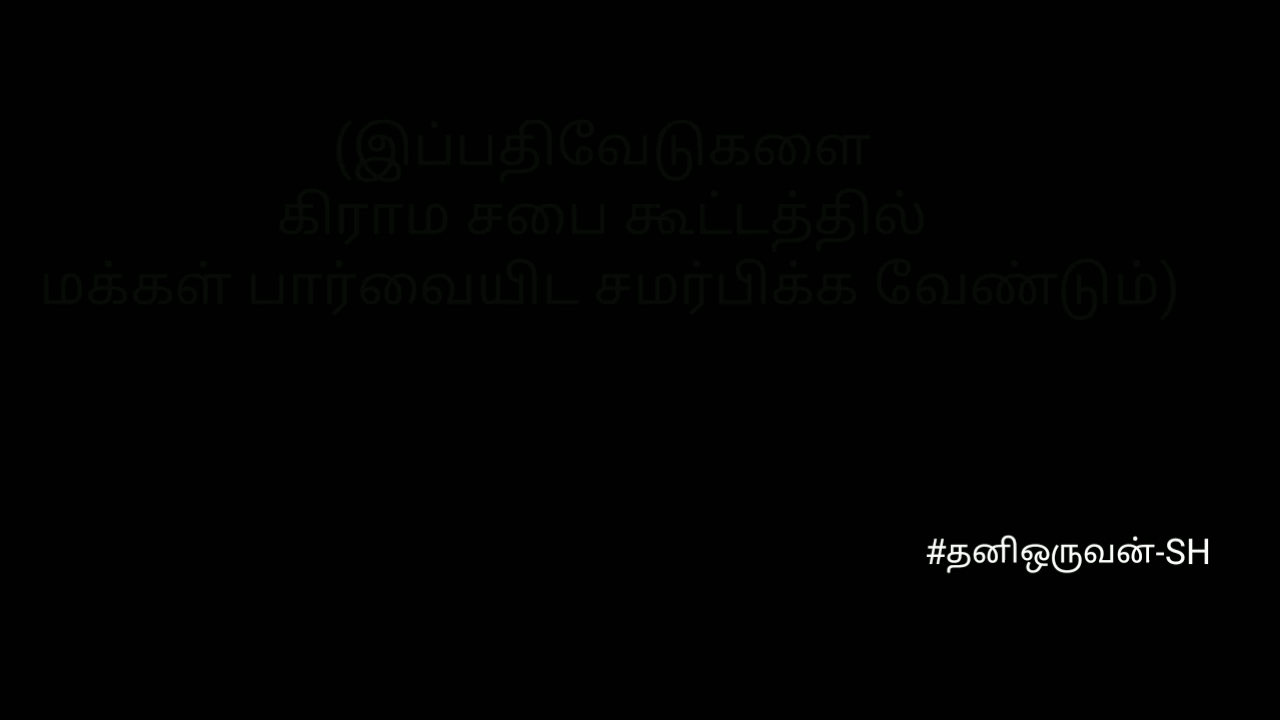 (இப்பதிவேடுகளை
கிராம சபை கூட்டத்தில்
மக்கள் பார்வையிட சமர்பிக்க வேண்டும்)
#தனிஒருவன்-SH